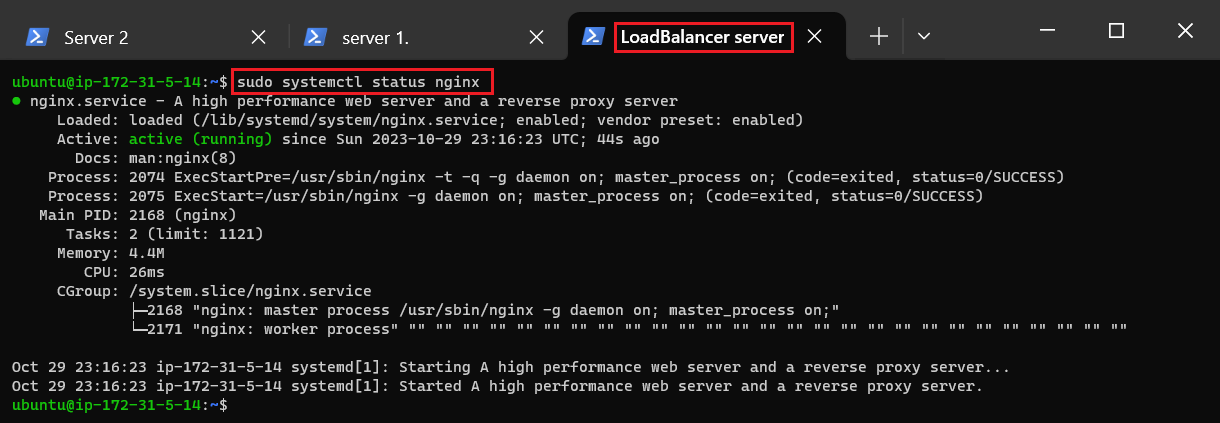 Server 2
server 1.
LoadBalancer server
ubuntu@ip-172-31-5-14:~$ sudo systemctl status nginx
● nginx.service - A high performance web server and a reverse proxy server
     Loaded: loaded (/lib/systemd/system/nginx.service; enabled; vendor preset: enabled)
     Active: active (running) since Sun 2023-10-29 23:16:23 UTC; 44s ago
       Docs: man:nginx(8)
    Process: 2074 ExecStartPre=/usr/sbin/nginx -t -q -g daemon on; master_process on; (code=exited, status=0/SUCCESS)
    Process: 2075 ExecStart=/usr/sbin/nginx -g daemon on; master_process on; (code=exited, status=0/SUCCESS)
   Main PID: 2168 (nginx)
      Tasks: 2 (limit: 1121)
     Memory: 4.4M
        CPU: 26ms
     CGroup: /system.slice/nginx.service
             ├─2168 "nginx: master process /usr/sbin/nginx -g daemon on; master_process on;"
             └─2171 "nginx: worker process" "" "" "" "" "" "" "" "" "" "" "" "" "" "" "" "" "" "" "" "" "" "" "" "" "" "" ""

Oct 29 23:16:23 ip-172-31-5-14 systemd[1]: Starting A high performance web server and a reverse proxy server...
Oct 29 23:16:23 ip-172-31-5-14 systemd[1]: Started A high performance web server and a reverse proxy server.
ubuntu@ip-172-31-5-14:~$